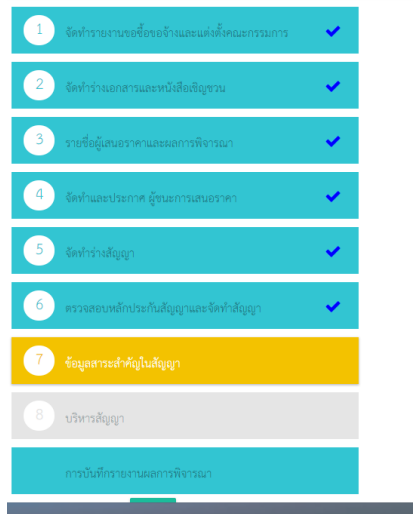 1 จัดทำรายงานขอซื้อขอจ้างและแต่งตั้งคณะกรรมการ
2 จัดทำร่างเอกสารและหนังสือเชิญชวน
3 รายชื่อผู้เสนอราคาและผลการพิจารณา
4 จัดทำและประกาศ ผู้ชนะการเสนอราคา
5 จัดทำร่างสัญญา
6 ตรวจสอบหลักประกันสัญญาและจัดทำสัญญา
7 ข้อมูลสาระสำคัญในสัญญา
8 บริหารสัญญา
การบันทึกรายงานผลการพิจารณา